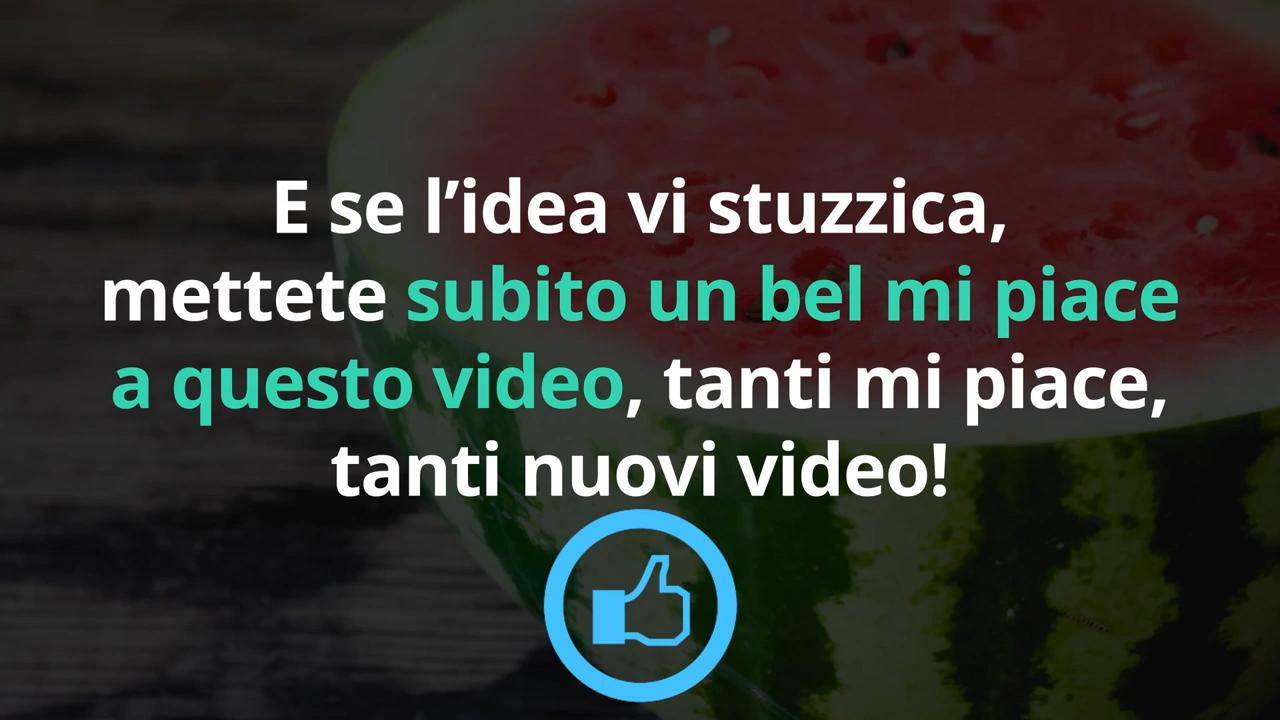 E se l’idea vi stuzzica,
mettete subito un bel mi piace
a questo video, tanti mi piace,
tanti nuovi video!